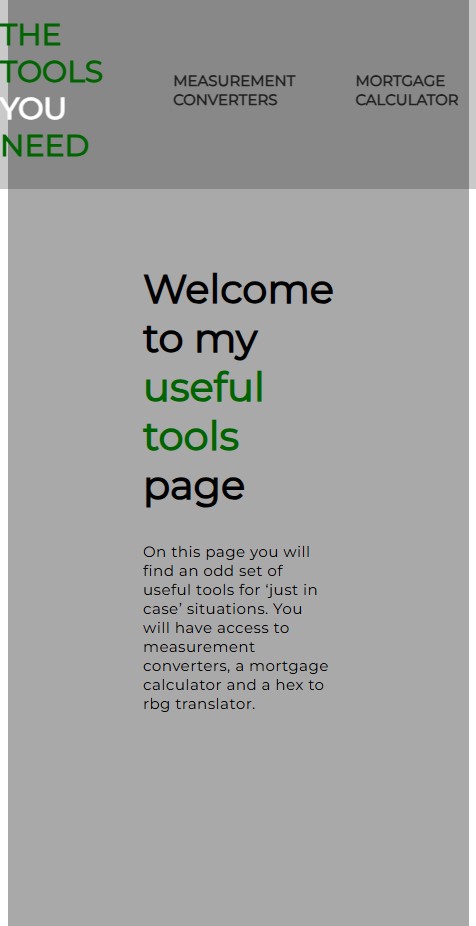 THE
TOOLS
YOU
NEED
MEASUREMENT
CONVERTERS
MORTGAGE
CALCULATOR
Welcome
to my
useful
tools
page
On this page you will
find an odd set of
useful tools for ‘just in
case’ situations. You
will have access to
measurement
converters, a mortgage
calculator and a hex to
rbg translator.